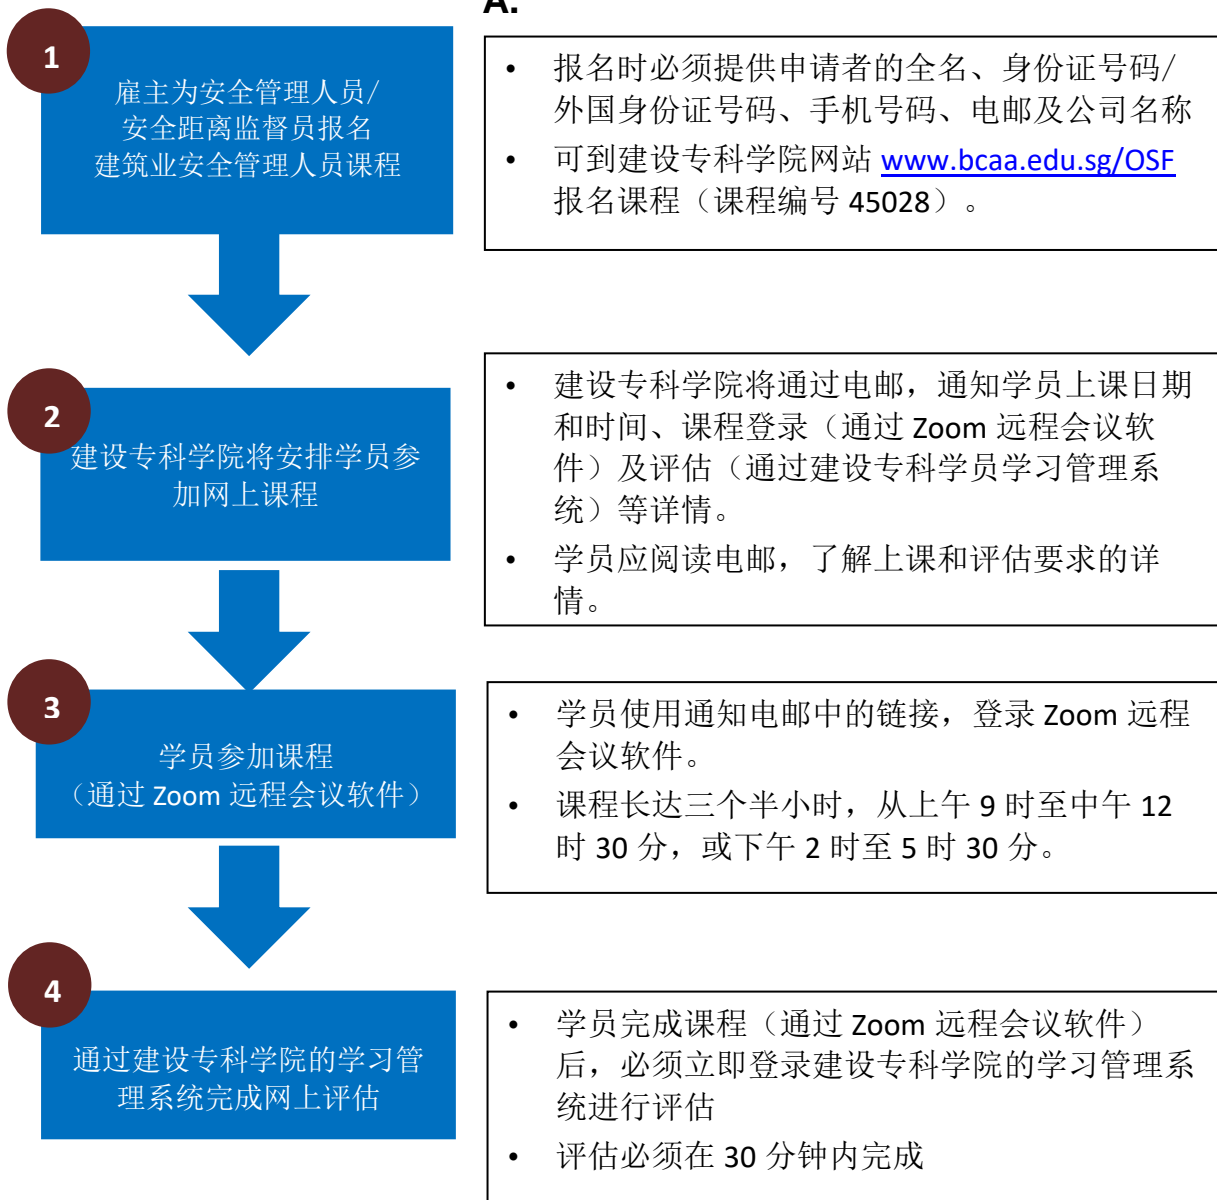 A.
1
雇主为安全管理人员/
安全距离监督员报名
建筑业安全管理人员课程
• 报名时必须提供申请者的全名、身份证号码/
外国身份证号码、手机号码、电邮及公司名称
• 可到建设专科学院网站 www.bcaa.edu.sg/OSF
报名课程（课程编号 45028）。
2
建设专科学院将安排学员参
加网上课程
• 建设专科学院将通过电邮，通知学员上课日期
和时间、课程登录（通过 Zoom 远程会议软
件）及评估（通过建设专科学员学习管理系
统）等详情。
• 学员应阅读电邮，了解上课和评估要求的详
情。
3
学员参加课程
（通过 Zoom 远程会议软件）
• 学员使用通知电邮中的链接，登录 Zoom 远程
会议软件。
• 课程长达三个半小时，从上午 9 时至中午 12
时 30 分，或下午 2 时至 5 时 30 分。
4
通过建设专科学院的学习管
理系统完成网上评估
• 学员完成课程（通过 Zoom 远程会议软件）
后，必须立即登录建设专科学院的学习管理系
统进行评估
• 评估必须在 30 分钟内完成